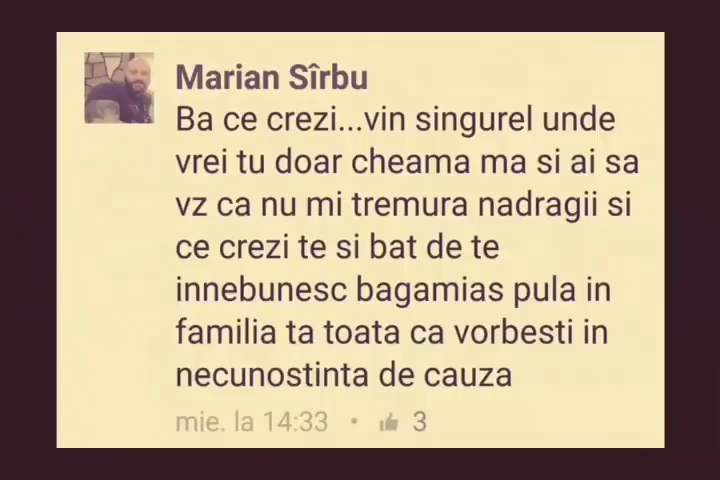 Marian Sîrbu
Ba ce crezi...vin singurel unde
vrei tu doar cheama ma si ai sa
vz ca nu mi tremura nadragii si
ce crezi te si bat de te
innebunesc bagamias pula in
familia ta toata ca vorbesti in
necunostinta de cauza
mie. la 14:33 • 3